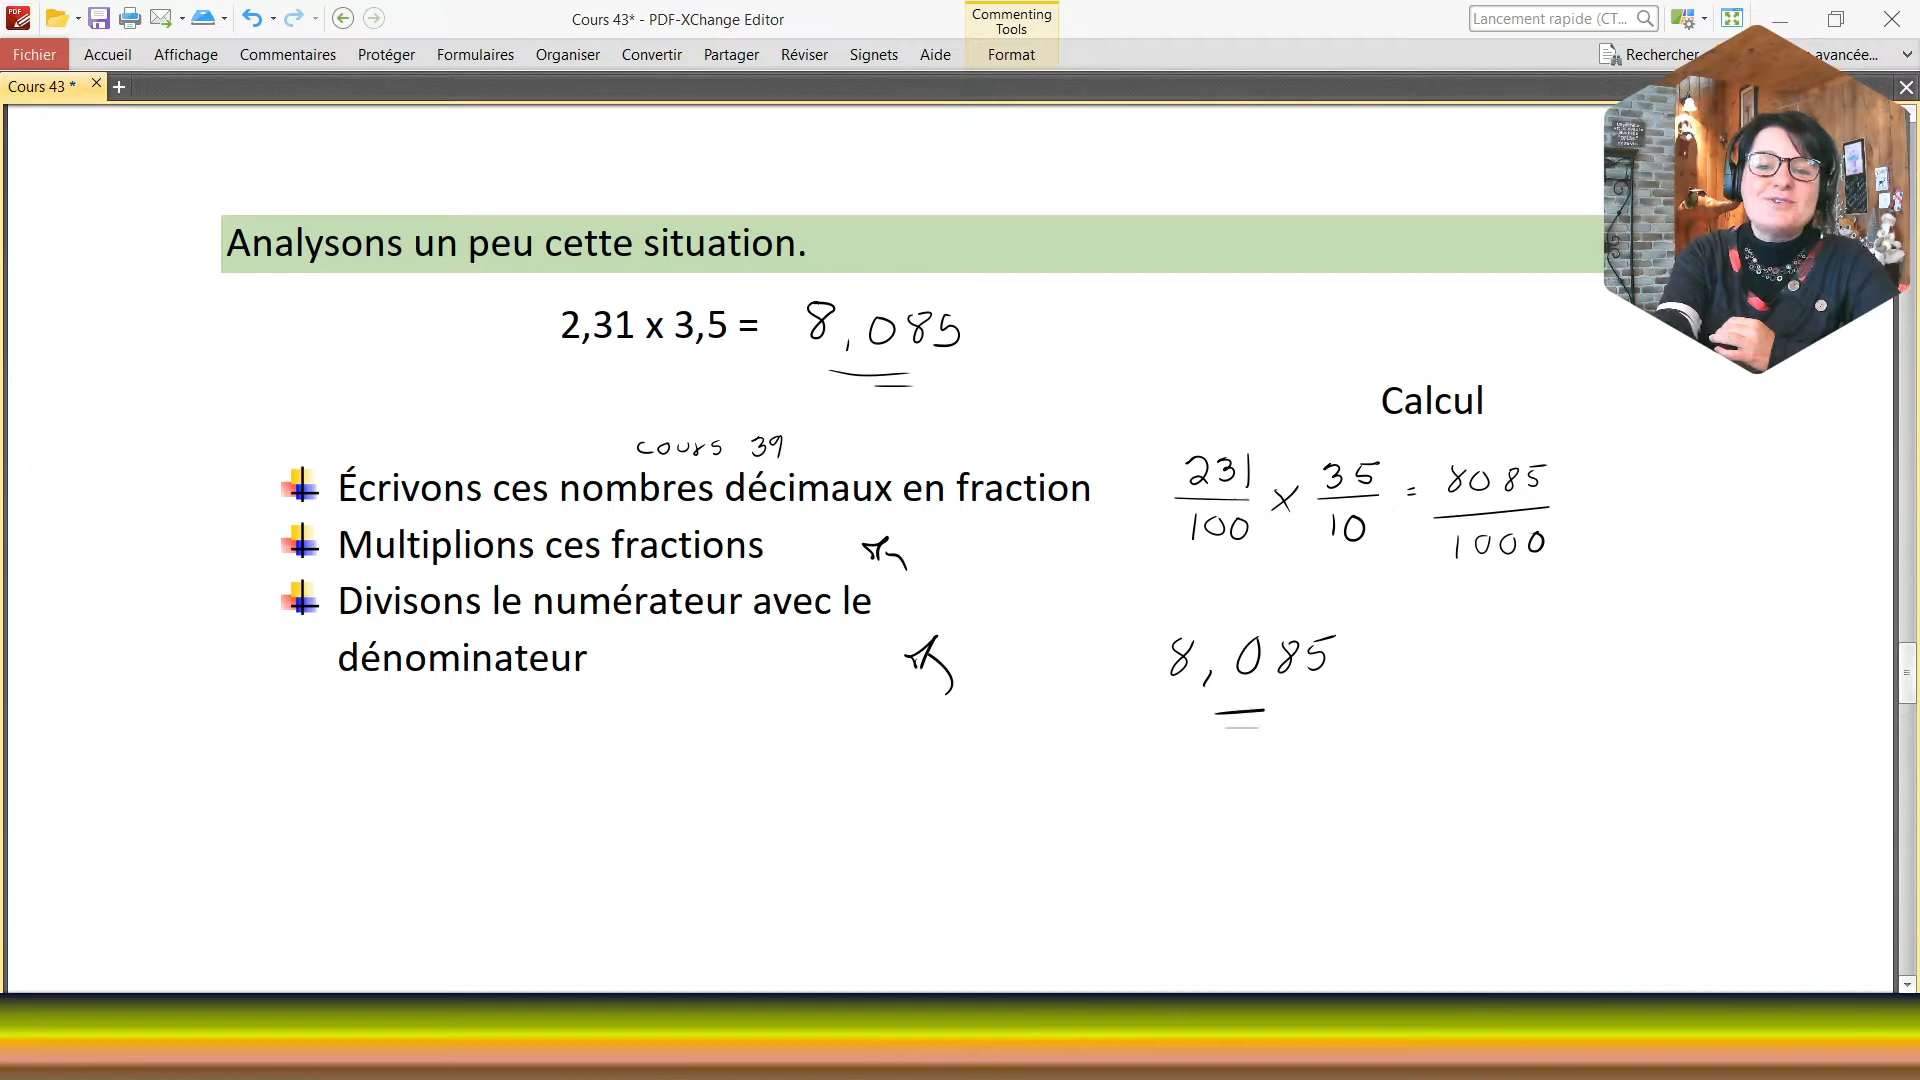 Cours 43* - PDF-XChange Editor
Commenting Tools
Lancement rapide (CT...
Fichier Accueil Affichage Commentaires Protéger Formulaires Organiser Convertir Partager Réviser Signets Aide Format
Rechercher avancée...
Cours 43 *
Analysons un peu cette situation.
2,31 x 3,5 = 8,085
Calcul
cours 39
Écrivons ces nombres décimaux en fraction
231/100 x 35/10 = 8085/1000
Multiplions ces fractions
Divisons le numérateur avec le
dénominateur
8,085